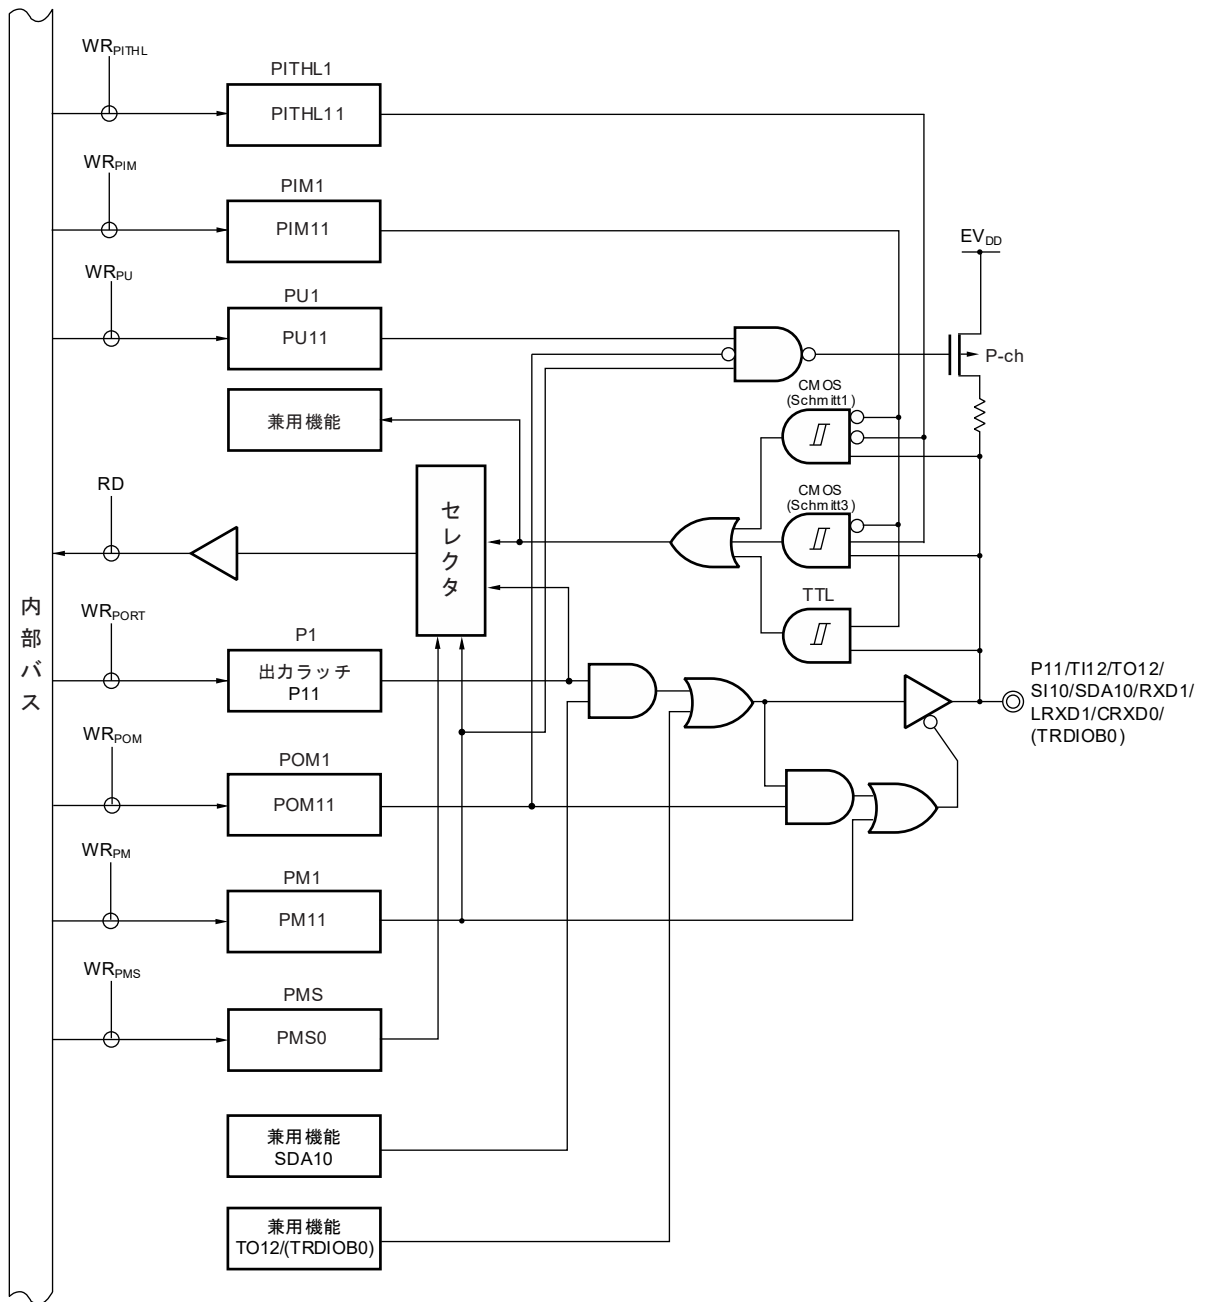 WRPITHL
PITHL1
PITHL11
WRPIM
PIM1
PIM11
WRPU
PU1
PU11
EVDD
P-ch
兼用機能
CMOS
(Schmitt1)
RD
セレクタ
CMOS
(Schmitt3)
TTL
内部バス
WRPORT
P1
出力ラッチ
P11
P11/TI12/TO12/
SI10/SDA10/RXD1/
LRXD1/CRXD0/
(TRDIOB0)
WRPOM
POM1
POM11
WRPM
PM1
PM11
WRPMS
PMS
PMS0
兼用機能
SDA10
兼用機能
TO12/(TRDIOB0)